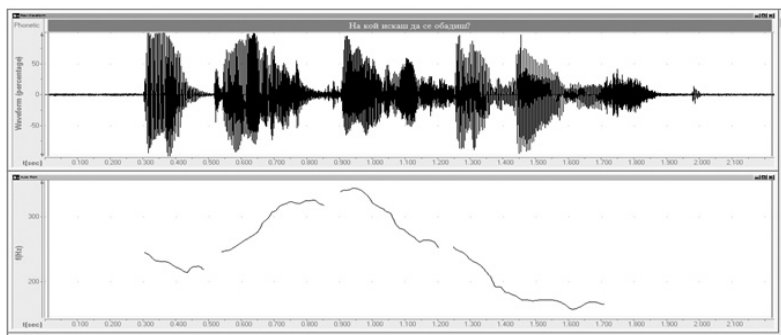 Phonetic
На кой искаш да се обадиш?
Waveform (percentage)
50
0
-50
t(sec) 0.100 0.200 0.300 0.400 0.500 0.600 0.700 0.800 0.900 1.000 1.100 1.200 1.300 1.400 1.500 1.600 1.700 1.800 1.900 2.000 2.100
f(Hz)
300
200
t(sec) 0.100 0.200 0.300 0.400 0.500 0.600 0.700 0.800 0.900 1.000 1.100 1.200 1.300 1.400 1.500 1.600 1.700 1.800 1.900 2.000 2.100